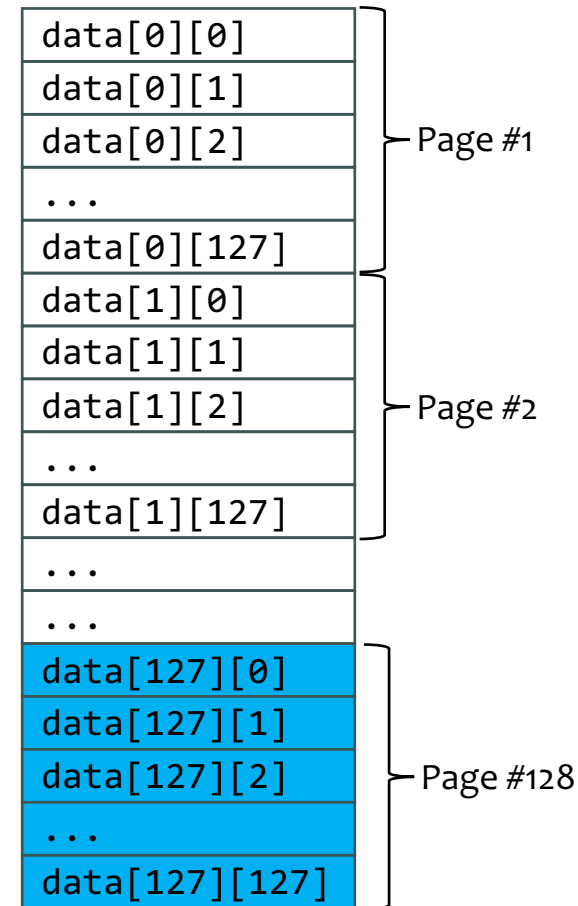 data[0][0]
data[0][1]
data[0][2]
...
data[0][127]
Page #1
data[1][0]
data[1][1]
data[1][2]
...
data[1][127]
Page #2
...
...
data[127][0]
data[127][1]
data[127][2]
...
data[127][127]
Page #128